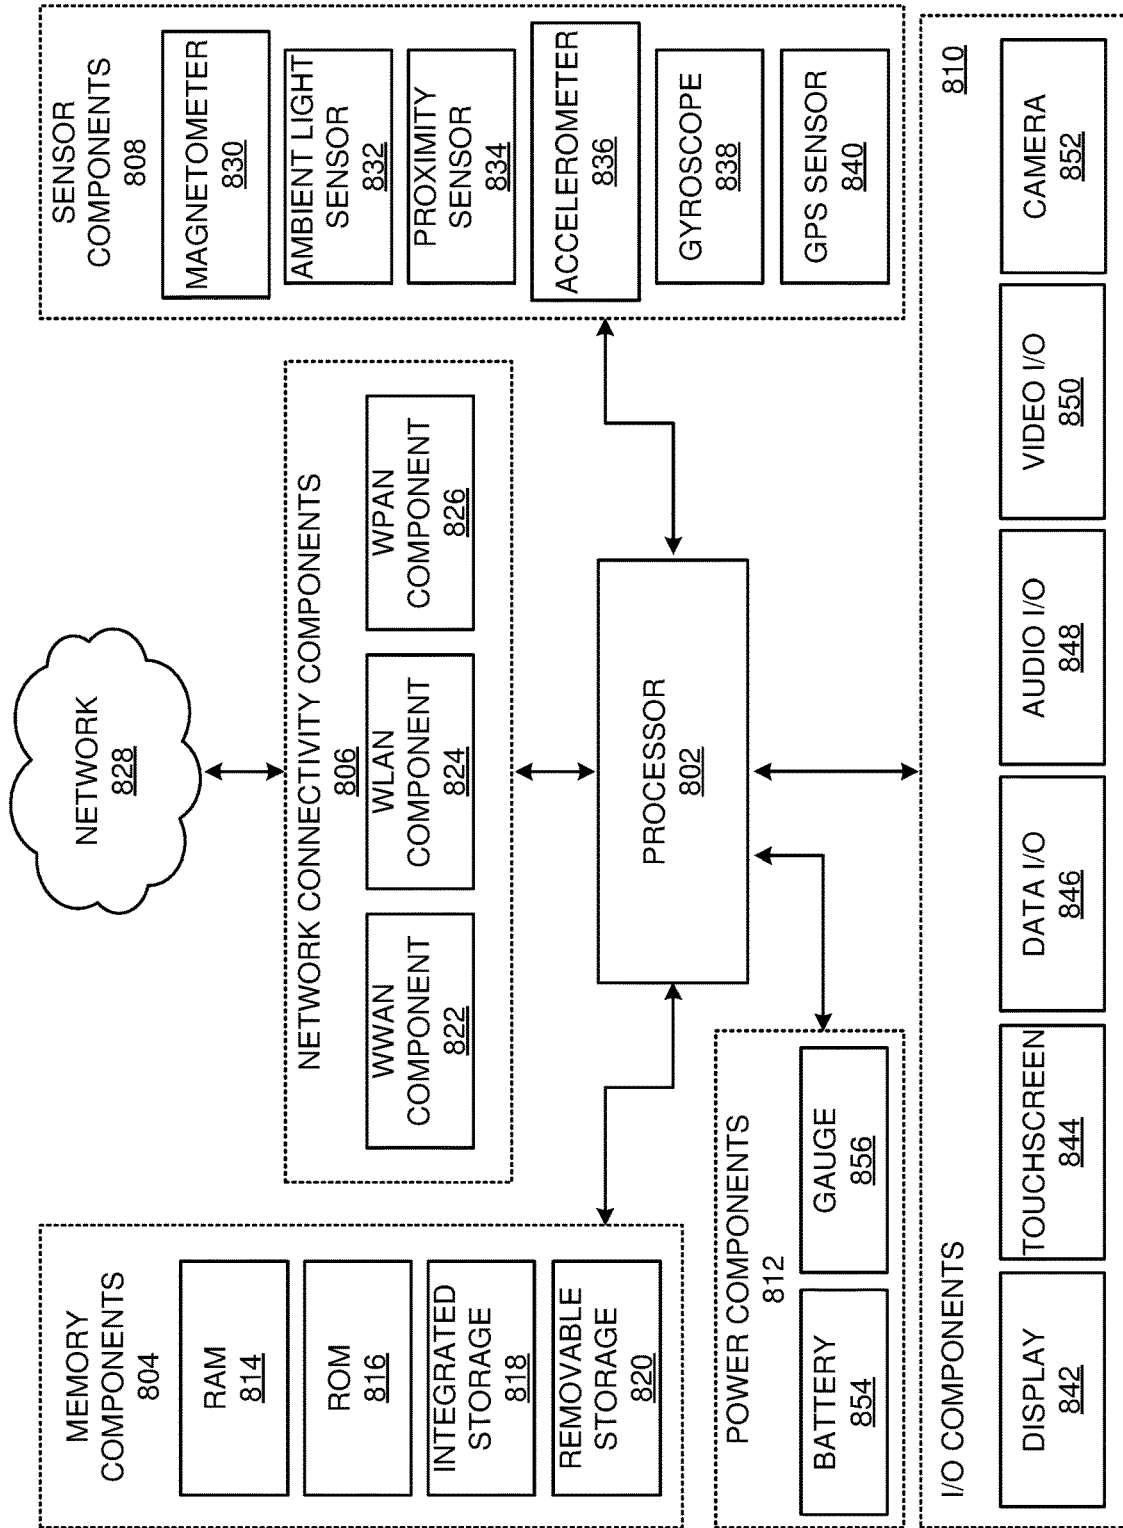 NETWORK
828
MEMORY
COMPONENTS
804
RAM
814
ROM
816
INTEGRATED
STORAGE
818
REMOVABLE
STORAGE
820
NETWORK CONNECTIVITY COMPONENTS
806
WWAN
COMPONENT
822
WLAN
COMPONENT
824
WPAN
COMPONENT
826
SENSOR
COMPONENTS
808
MAGNETOMETER
830
AMBIENT LIGHT
SENSOR
832
PROXIMITY
SENSOR
834
ACCELEROMETER
836
GYROSCOPE
838
GPS SENSOR
840
PROCESSOR
802
POWER COMPONENTS
812
BATTERY
854
GAUGE
856
I/O COMPONENTS
810
DISPLAY
842
TOUCHSCREEN
844
DATA I/O
846
AUDIO I/O
848
VIDEO I/O
850
CAMERA
852